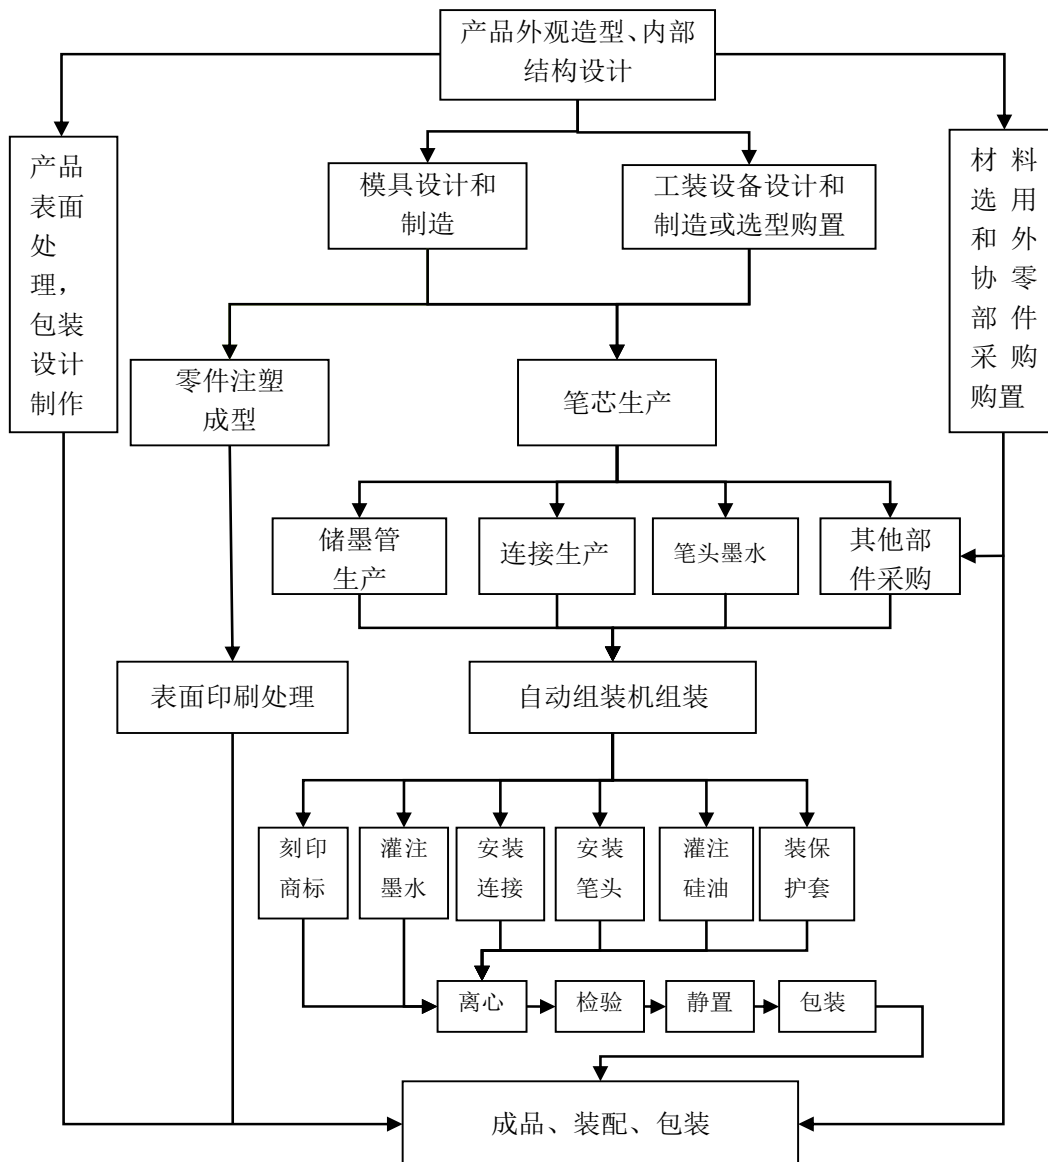 产品外观造型、内部
结构设计
产品
表面
处
理，
包装
设计
制作
模具设计和
制造
工装设备设计和
制造或选型购置
材料
选用
和外
协零
部件
采购
购置
零件注塑
成型
笔芯生产
储墨管
生产
连接生产
笔头墨水
其他部
件采购
表面印刷处理
自动组装机组装
刻印
商标
灌注
墨水
安装
连接
安装
笔头
灌注
硅油
装保
护套
离心
检验
静置
包装
成品、装配、包装